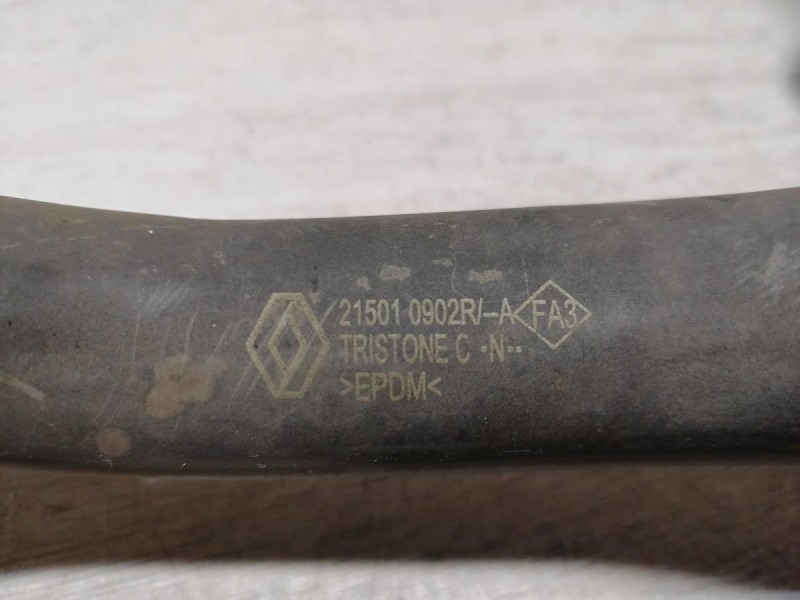 21501 0902R/--A FA3
TRISTONE C •N••
>EPDM<